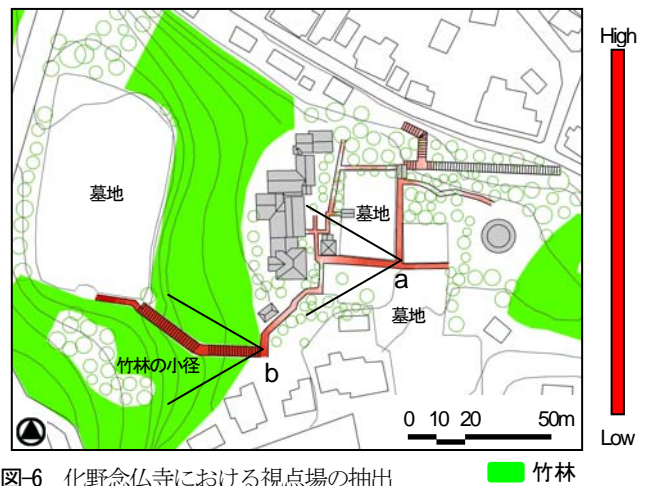 High
墓地
墓地
a
墓地
竹林の小径
b
0 10 20 50m
Low
図-6 化野念仏寺における視点場の抽出
竹林